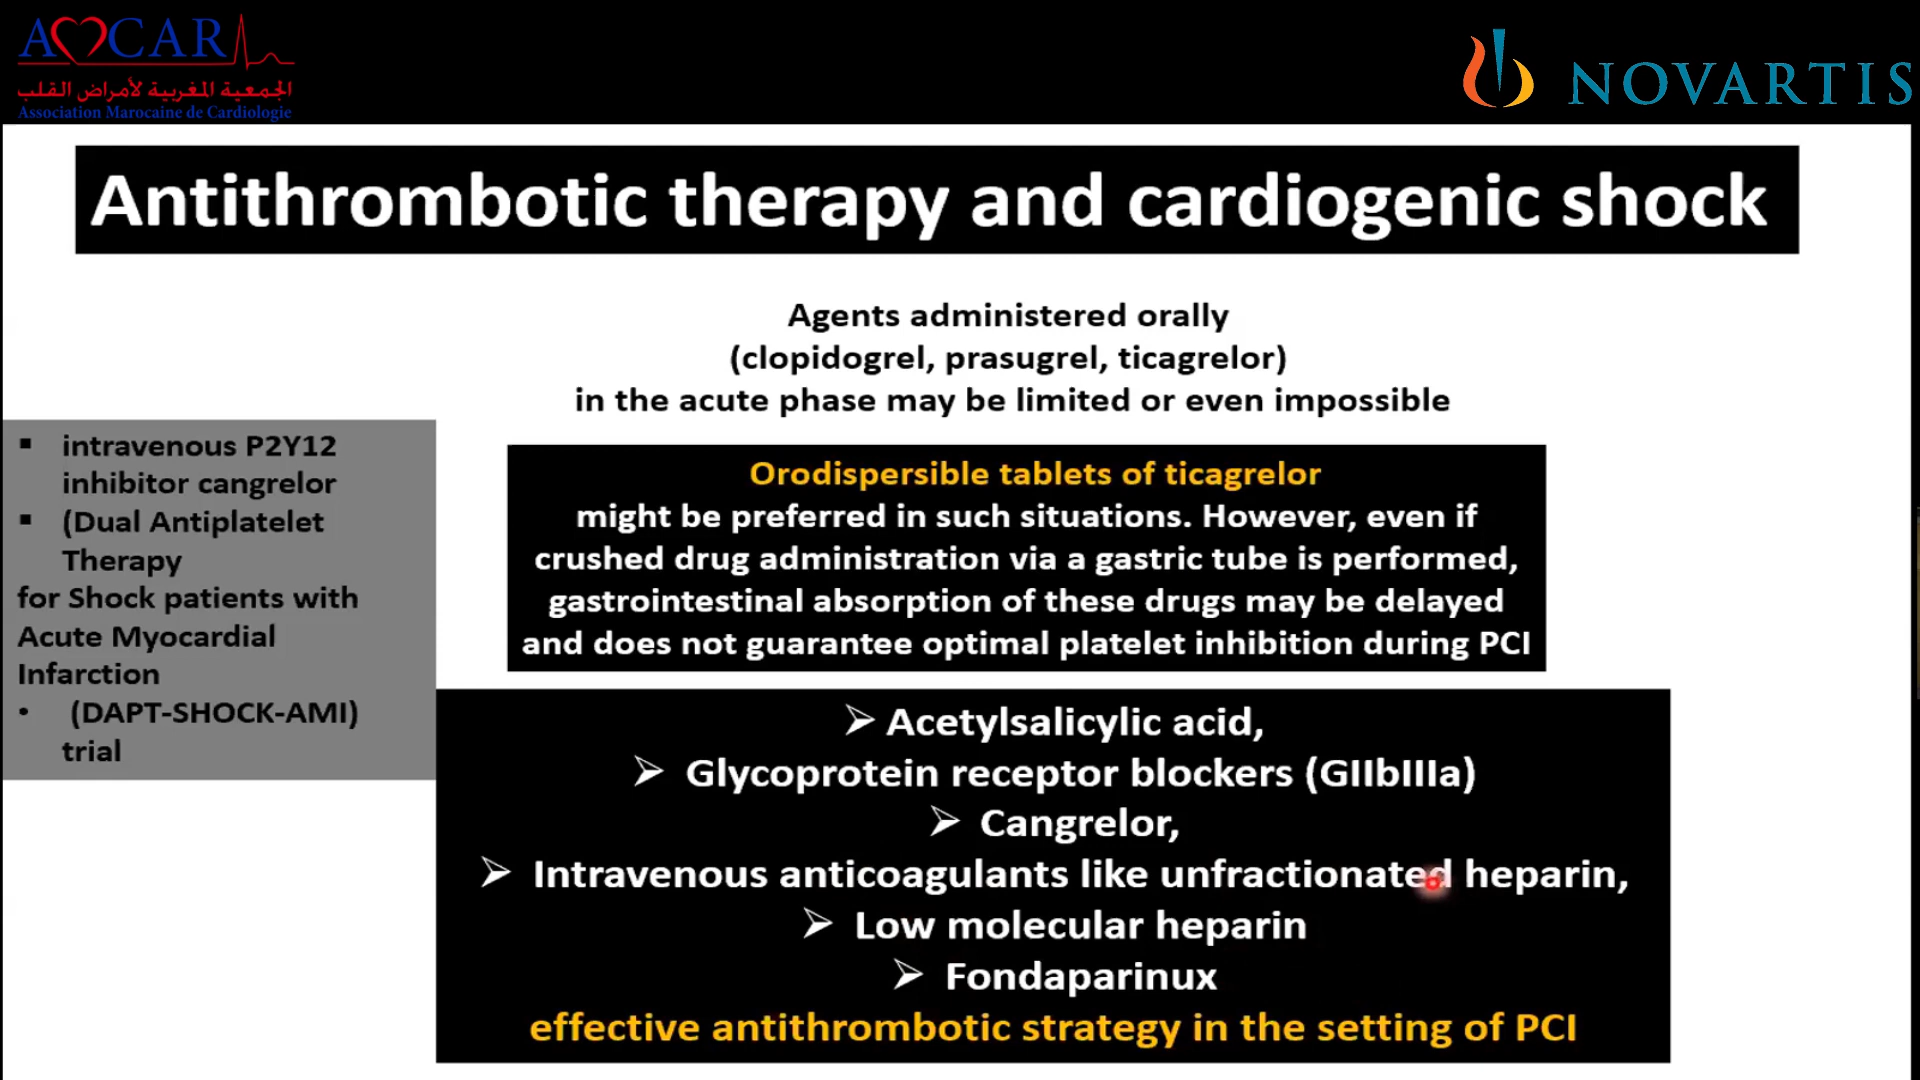 AMCAR
الجمعية المغربية لأمراض القلب
Association Marocaine de Cardiologie
NOVARTIS
Antithrombotic therapy and cardiogenic shock
Agents administered orally
(clopidogrel, prasugrel, ticagrelor)
in the acute phase may be limited or even impossible
▪ intravenous P2Y12
inhibitor cangrelor
▪ (Dual Antiplatelet
Therapy
for Shock patients with
Acute Myocardial
Infarction
• (DAPT-SHOCK-AMI)
trial
Orodispersible tablets of ticagrelor
might be preferred in such situations. However, even if
crushed drug administration via a gastric tube is performed,
gastrointestinal absorption of these drugs may be delayed
and does not guarantee optimal platelet inhibition during PCI
➢ Acetylsalicylic acid,
➢ Glycoprotein receptor blockers (GIIbIIIa)
➢ Cangrelor,
➢ Intravenous anticoagulants like unfractionated heparin,
➢ Low molecular heparin
➢ Fondaparinux
effective antithrombotic strategy in the setting of PCI